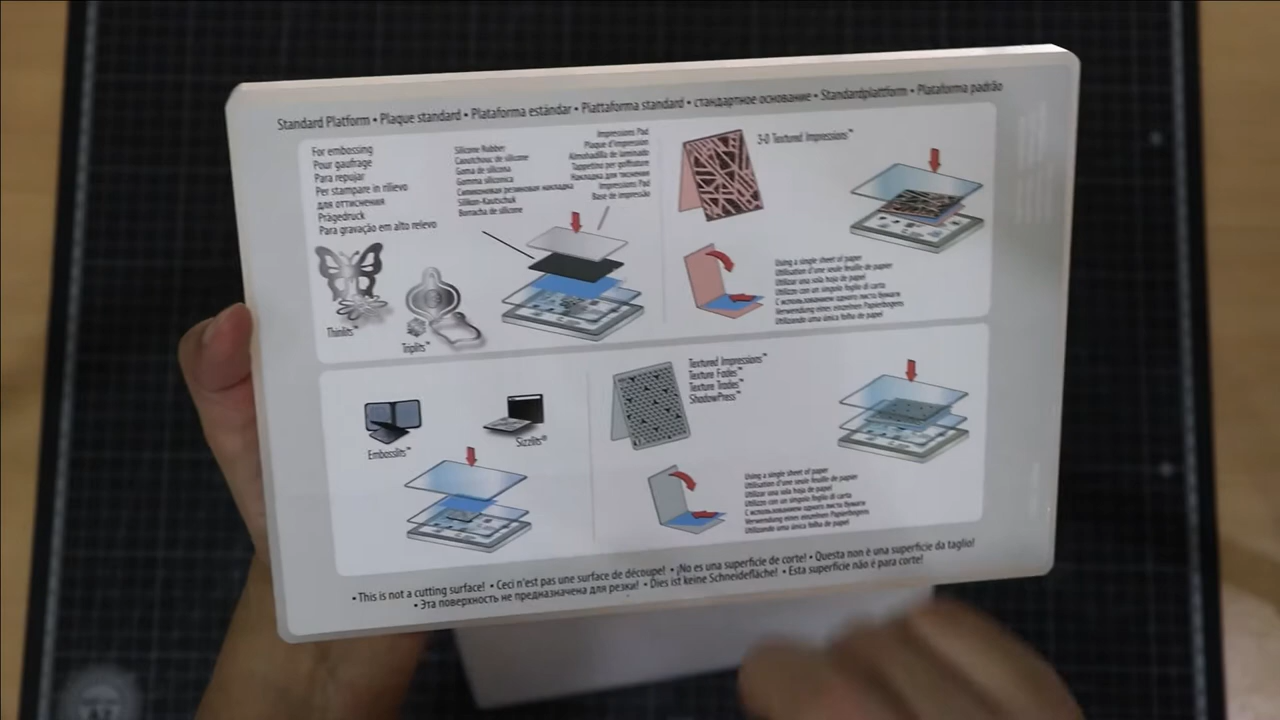 Standard Platform • Plaque standard • Plataforma estándar • Piattaforma standard • стандартное основание • Standardplattform • Plataforma padrão
For embossing
Pour gaufrage
Para repujar
Per stampare in rilievo
для оттиснения
Prägedruck
Para gravação em alto relevo
Silicone Rubber
Caoutchouc de silicone
Goma de silicona
Gomma siliconica
Силиконовая резиновая накладка
Silikon-Kautschuk
Borracha de silicone
Impressions Pad
Plaque d'impression
Almohadilla de laminado
Tappetino per goffratura
Накладка для тиснения
Impressions Pad
Base de impressão
Thinlits™
Triplits™
3-D Textured Impressions™
Using a single sheet of paper
Utilisation d'une seule feuille de papier
Utilizar una sola hoja de papel
Utilizzo con un singolo foglio di carta
С использованием одного листа бумаги
Verwendung eines einzelnen Papierbogens
Utilizando uma única folha de papel
Embosslits™
Sizzlits®
Textured Impressions™
Texture Fades™
Texture Trades™
ShadowPress™
Using a single sheet of paper
Utilisation d'une seule feuille de papier
Utilizar una sola hoja de papel
Utilizzo con un singolo foglio di carta
С использованием одного листа бумаги
Verwendung eines einzelnen Papierbogens
Utilizando uma única folha de papel
• This is not a cutting surface! • Ceci n'est pas une surface de découpe! • ¡No es una superficie de corte! • Questa non è una superficie da taglio!
• Эта поверхность не предназначена для резки! • Dies ist keine Schneidefläche! • Esta superfície não é para corte!